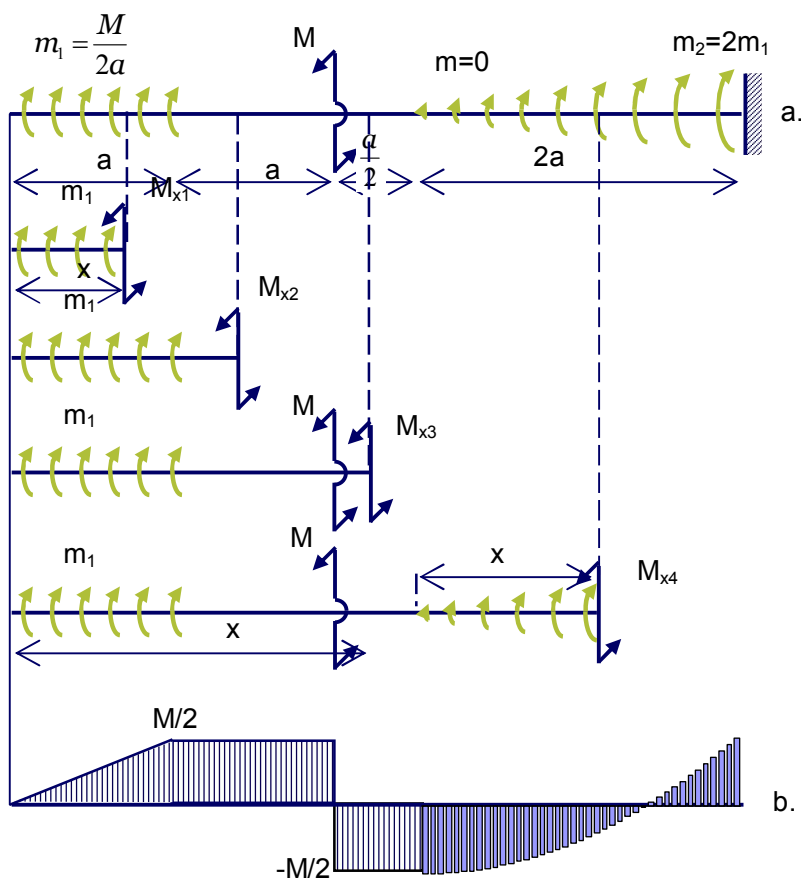 m₁ = M/2a
M
m=0
m₂=2m₁
a.
a
a
a/2
2a
m₁
Mₓ₁
x
m₁
Mₓ₂
m₁
M
Mₓ₃
m₁
M
x
Mₓ₄
x
M/2
b.
-M/2